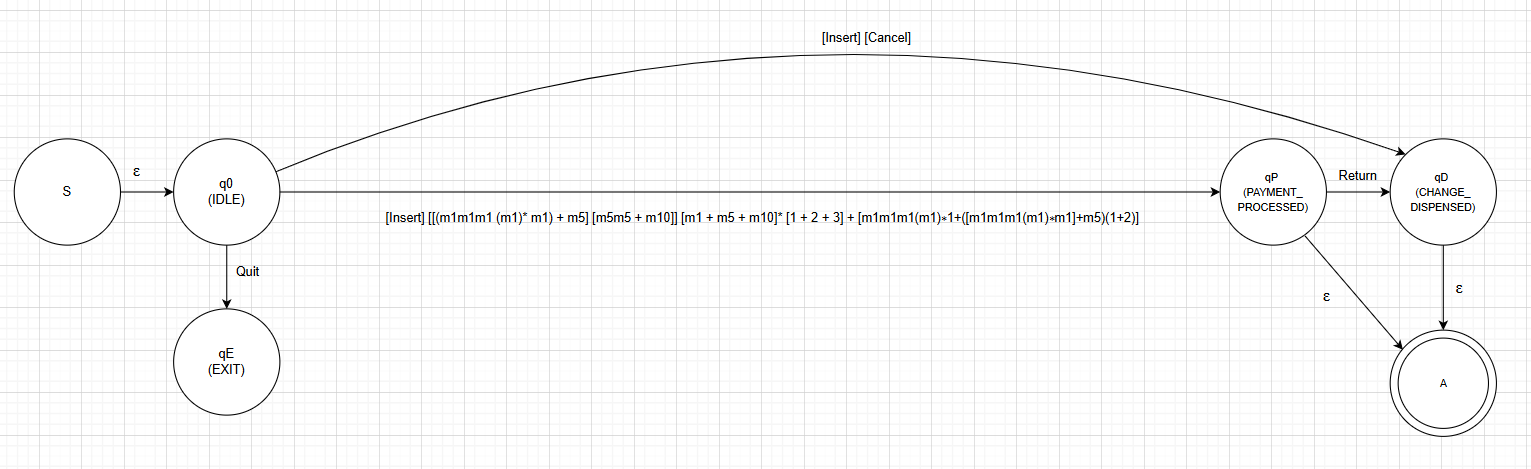 [Insert] [Cancel]
S
ε
q0
(IDLE)
[Insert] [[(m1m1m1 (m1)* m1) + m5] [m5m5 + m10]] [m1 + m5 + m10]* [1 + 2 + 3] + [m1m1m1(m1)*1+([m1m1m1(m1)*m1]+m5)(1+2)]
qP
(PAYMENT_
PROCESSED)
Return
qD
(CHANGE_
DISPENSED)
Quit
ε
ε
qE
(EXIT)
A